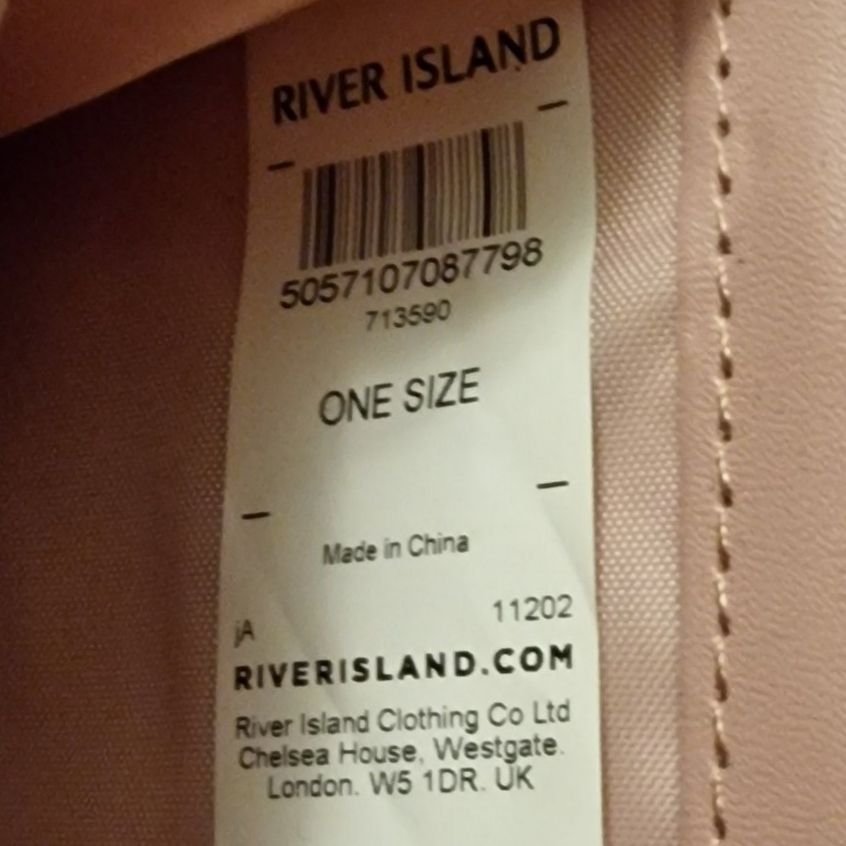 RIVER ISLAND
5057107087798
713590
ONE SIZE
Made in China
jA 11202
RIVERISLAND.COM
River Island Clothing Co Ltd
Chelsea House, Westgate.
London. W5 1DR. UK